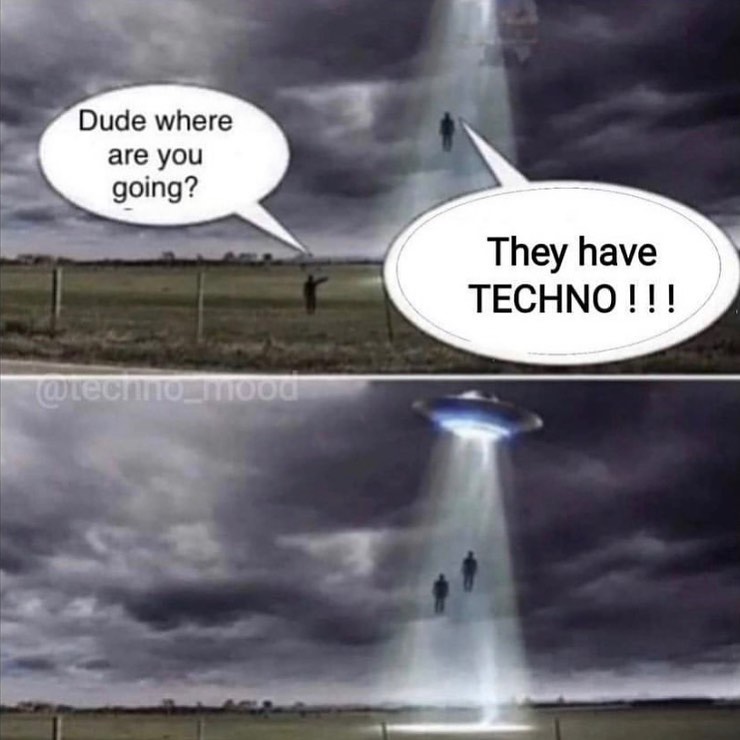 Dude where
are you
going?
They have
TECHNO ! ! !
@techno_mood